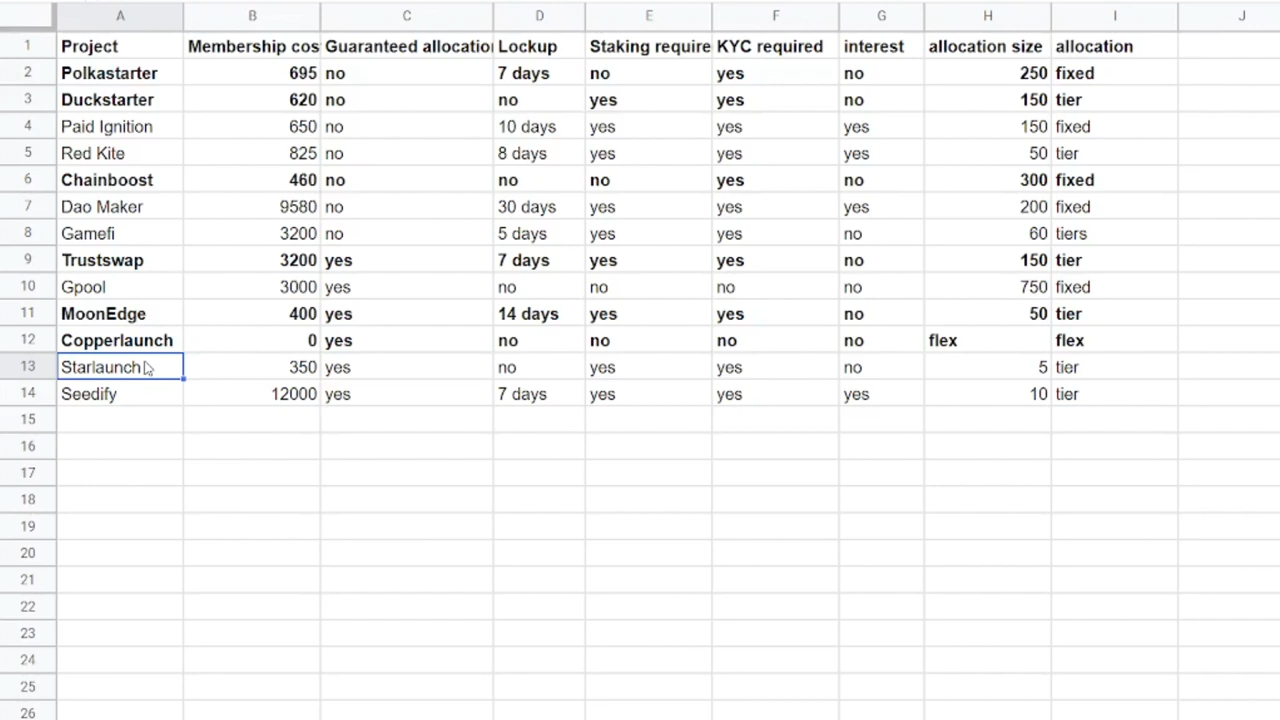 A B C D E F G H I J
1 Project Membership cos Guaranteed allocation Lockup Staking require KYC required interest allocation size allocation
2 Polkastarter 695 no 7 days no yes no 250 fixed
3 Duckstarter 620 no no yes yes no 150 tier
4 Paid Ignition 650 no 10 days yes yes yes 150 fixed
5 Red Kite 825 no 8 days yes yes yes 50 tier
6 Chainboost 460 no no no yes no 300 fixed
7 Dao Maker 9580 no 30 days yes yes yes 200 fixed
8 Gamefi 3200 no 5 days yes yes no 60 tiers
9 Trustswap 3200 yes 7 days yes yes no 150 tier
10 Gpool 3000 yes no no no no 750 fixed
11 MoonEdge 400 yes 14 days yes yes no 50 tier
12 Copperlaunch 0 yes no no no no flex flex
13 Starlaunch 350 yes no yes yes no 5 tier
14 Seedify 12000 yes 7 days yes yes yes 10 tier
15
16
17
18
19
20
21
22
23
24
25
26